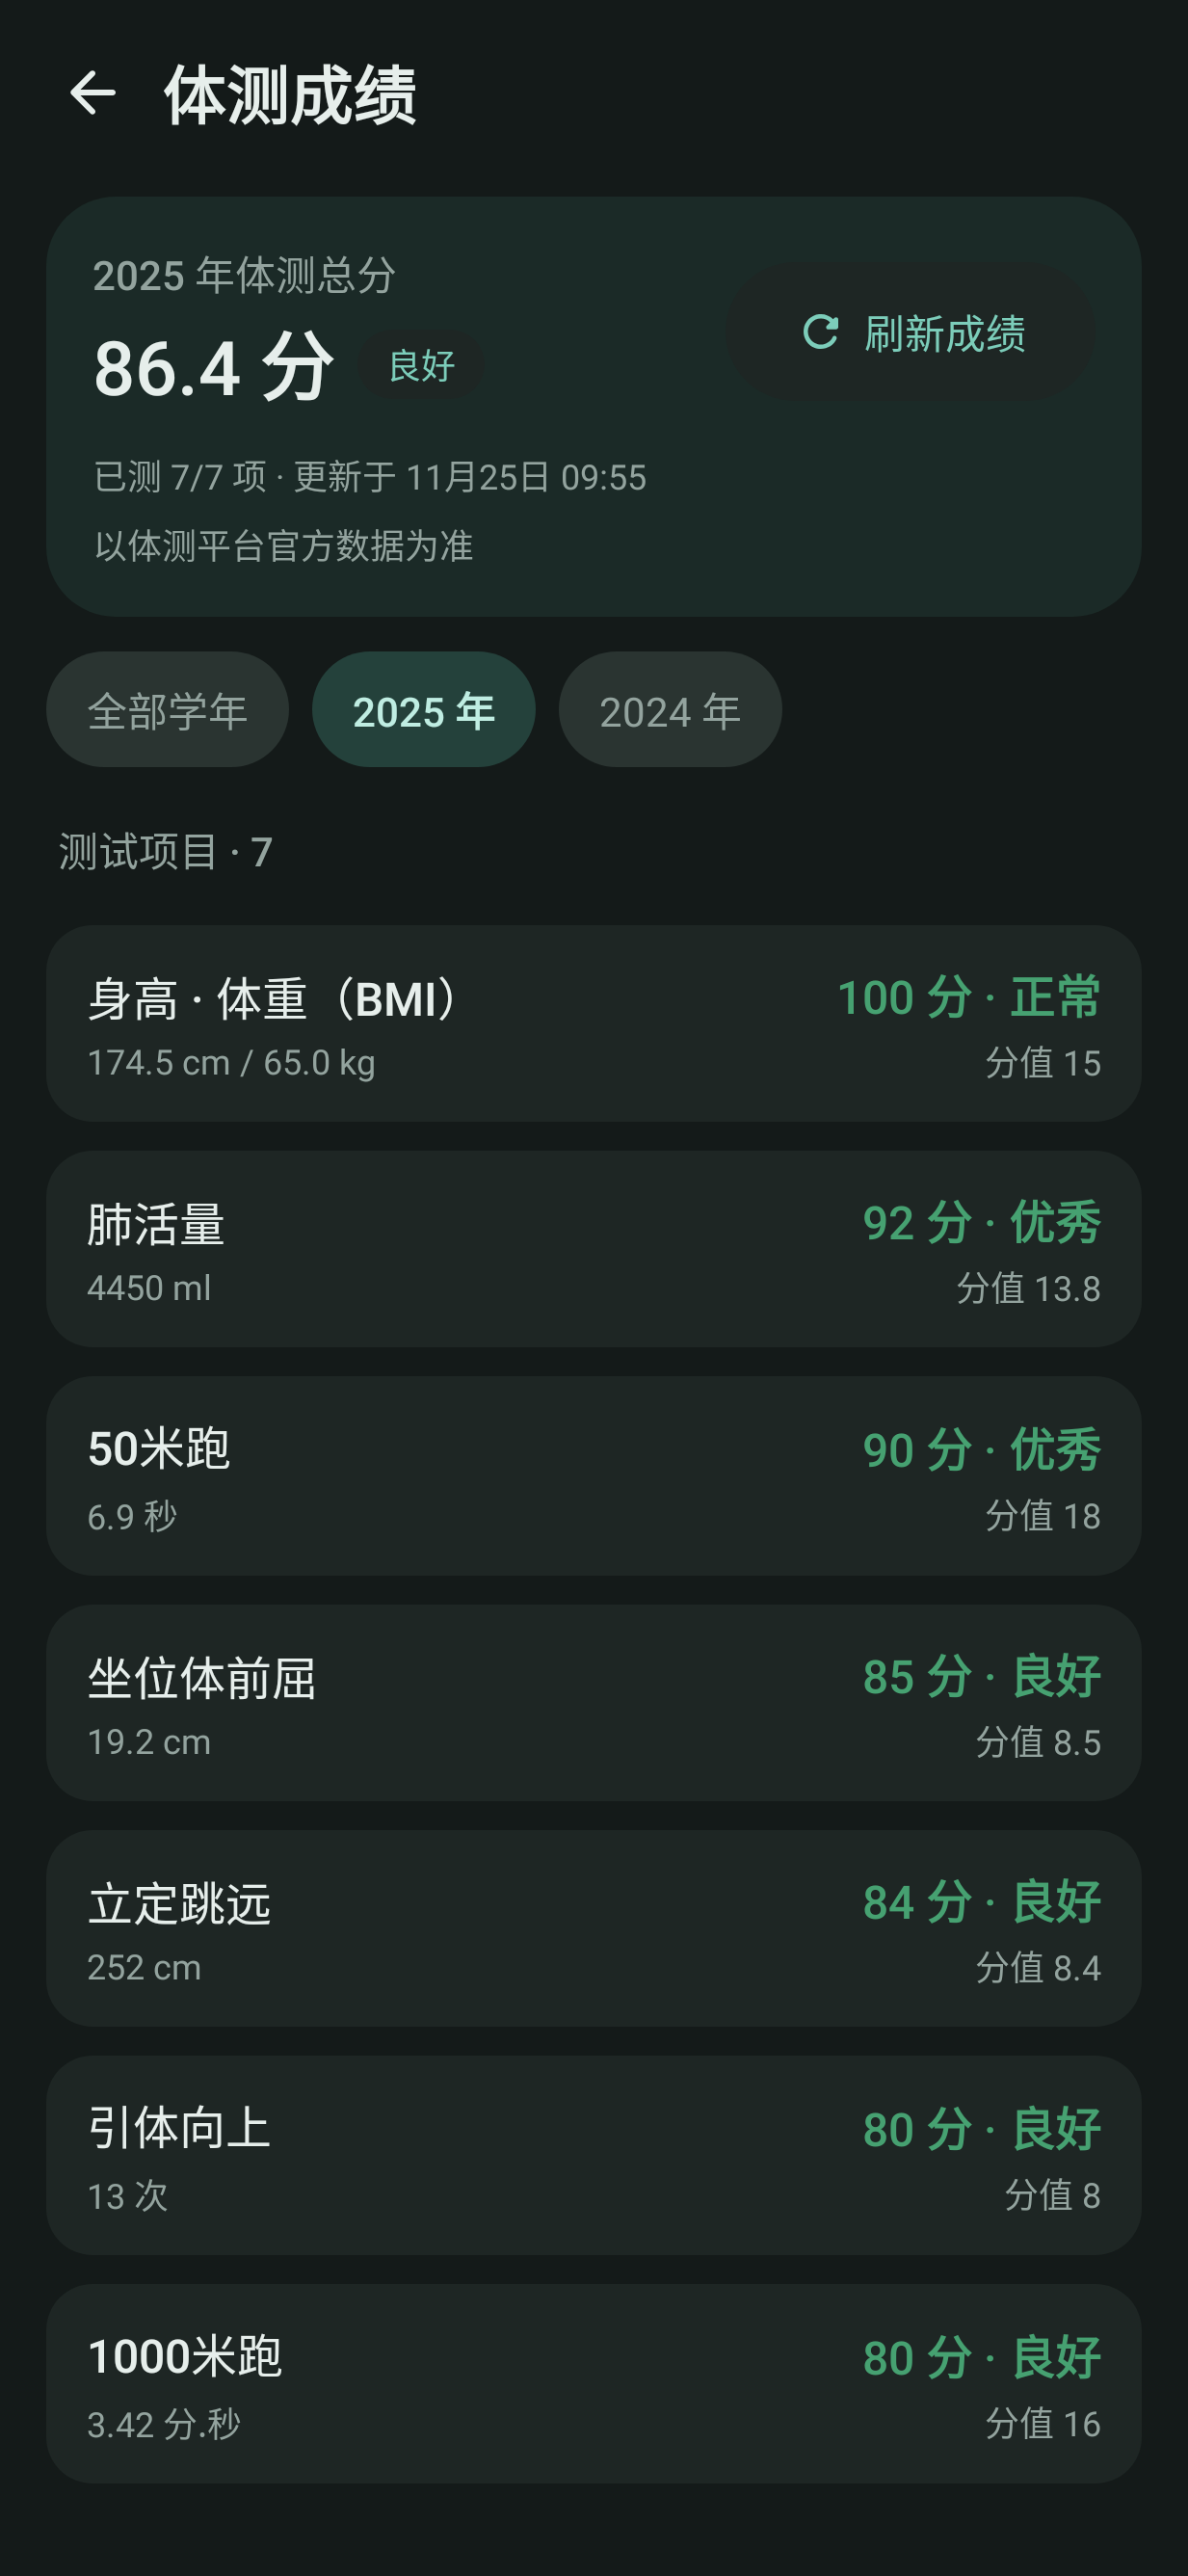 体测成绩
2025 年体测总分
86.4 分 良好
刷新成绩
已测 7/7 项 · 更新于 11月25日 09:55
以体测平台官方数据为准
全部学年 2025 年 2024 年
测试项目 · 7
身高 · 体重（BMI） 100 分 · 正常
174.5 cm / 65.0 kg 分值 15
肺活量 92 分 · 优秀
4450 ml 分值 13.8
50米跑 90 分 · 优秀
6.9 秒 分值 18
坐位体前屈 85 分 · 良好
19.2 cm 分值 8.5
立定跳远 84 分 · 良好
252 cm 分值 8.4
引体向上 80 分 · 良好
13 次 分值 8
1000米跑 80 分 · 良好
3.42 分.秒 分值 16